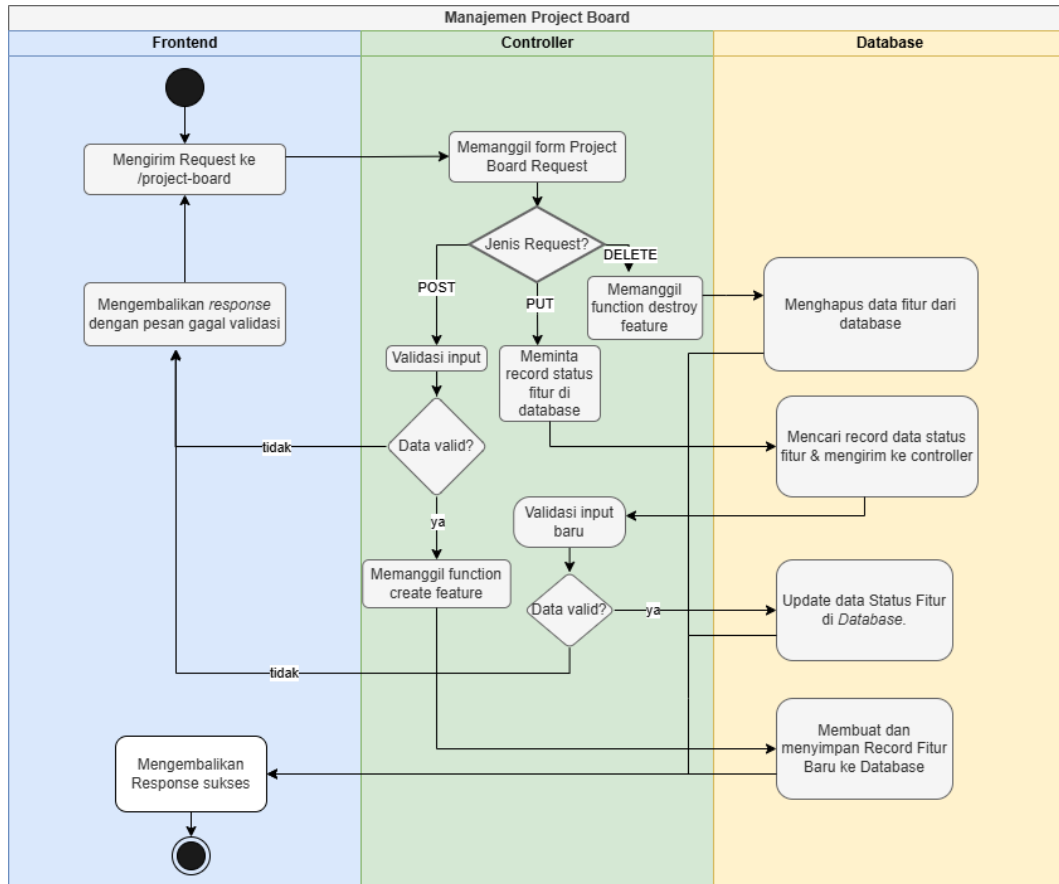 Manajemen Project Board
Frontend
Controller
Database
Mengirim Request ke
/project-board
Memanggil form Project
Board Request
Jenis Request?
DELETE
POST
PUT
Memanggil
function destroy
feature
Menghapus data fitur dari
database
Mengembalikan response
dengan pesan gagal validasi
Validasi input
Meminta
record status
fitur di
database
Data valid?
tidak
Mencari record data status
fitur & mengirim ke controller
ya
Validasi input
baru
Memanggil function
create feature
Data valid?
ya
Update data Status Fitur
di Database.
tidak
Membuat dan
menyimpan Record Fitur
Baru ke Database
Mengembalikan
Response sukses